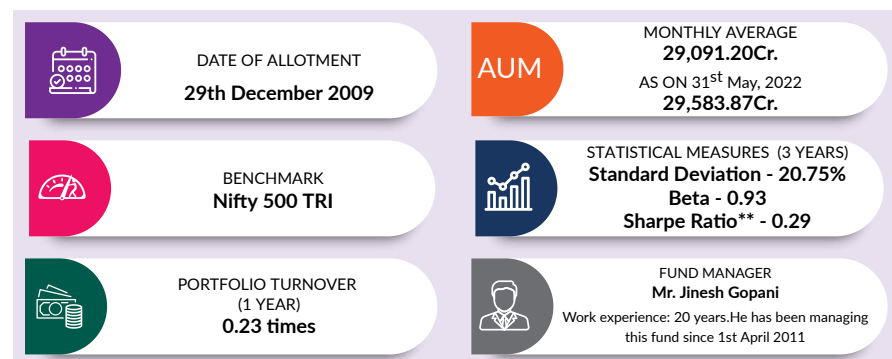 DATE OF ALLOTMENT
29th December 2009
AUM
MONTHLY AVERAGE
29,091.20Cr.
AS ON 31st May, 2022
29,583.87Cr.
BENCHMARK
Nifty 500 TRI
STATISTICAL MEASURES (3 YEARS)
Standard Deviation - 20.75%
Beta - 0.93
Sharpe Ratio** - 0.29
PORTFOLIO TURNOVER
(1 YEAR)
0.23 times
FUND MANAGER
Mr. Jinesh Gopani
Work experience: 20 years.He has been managing
this fund since 1st April 2011